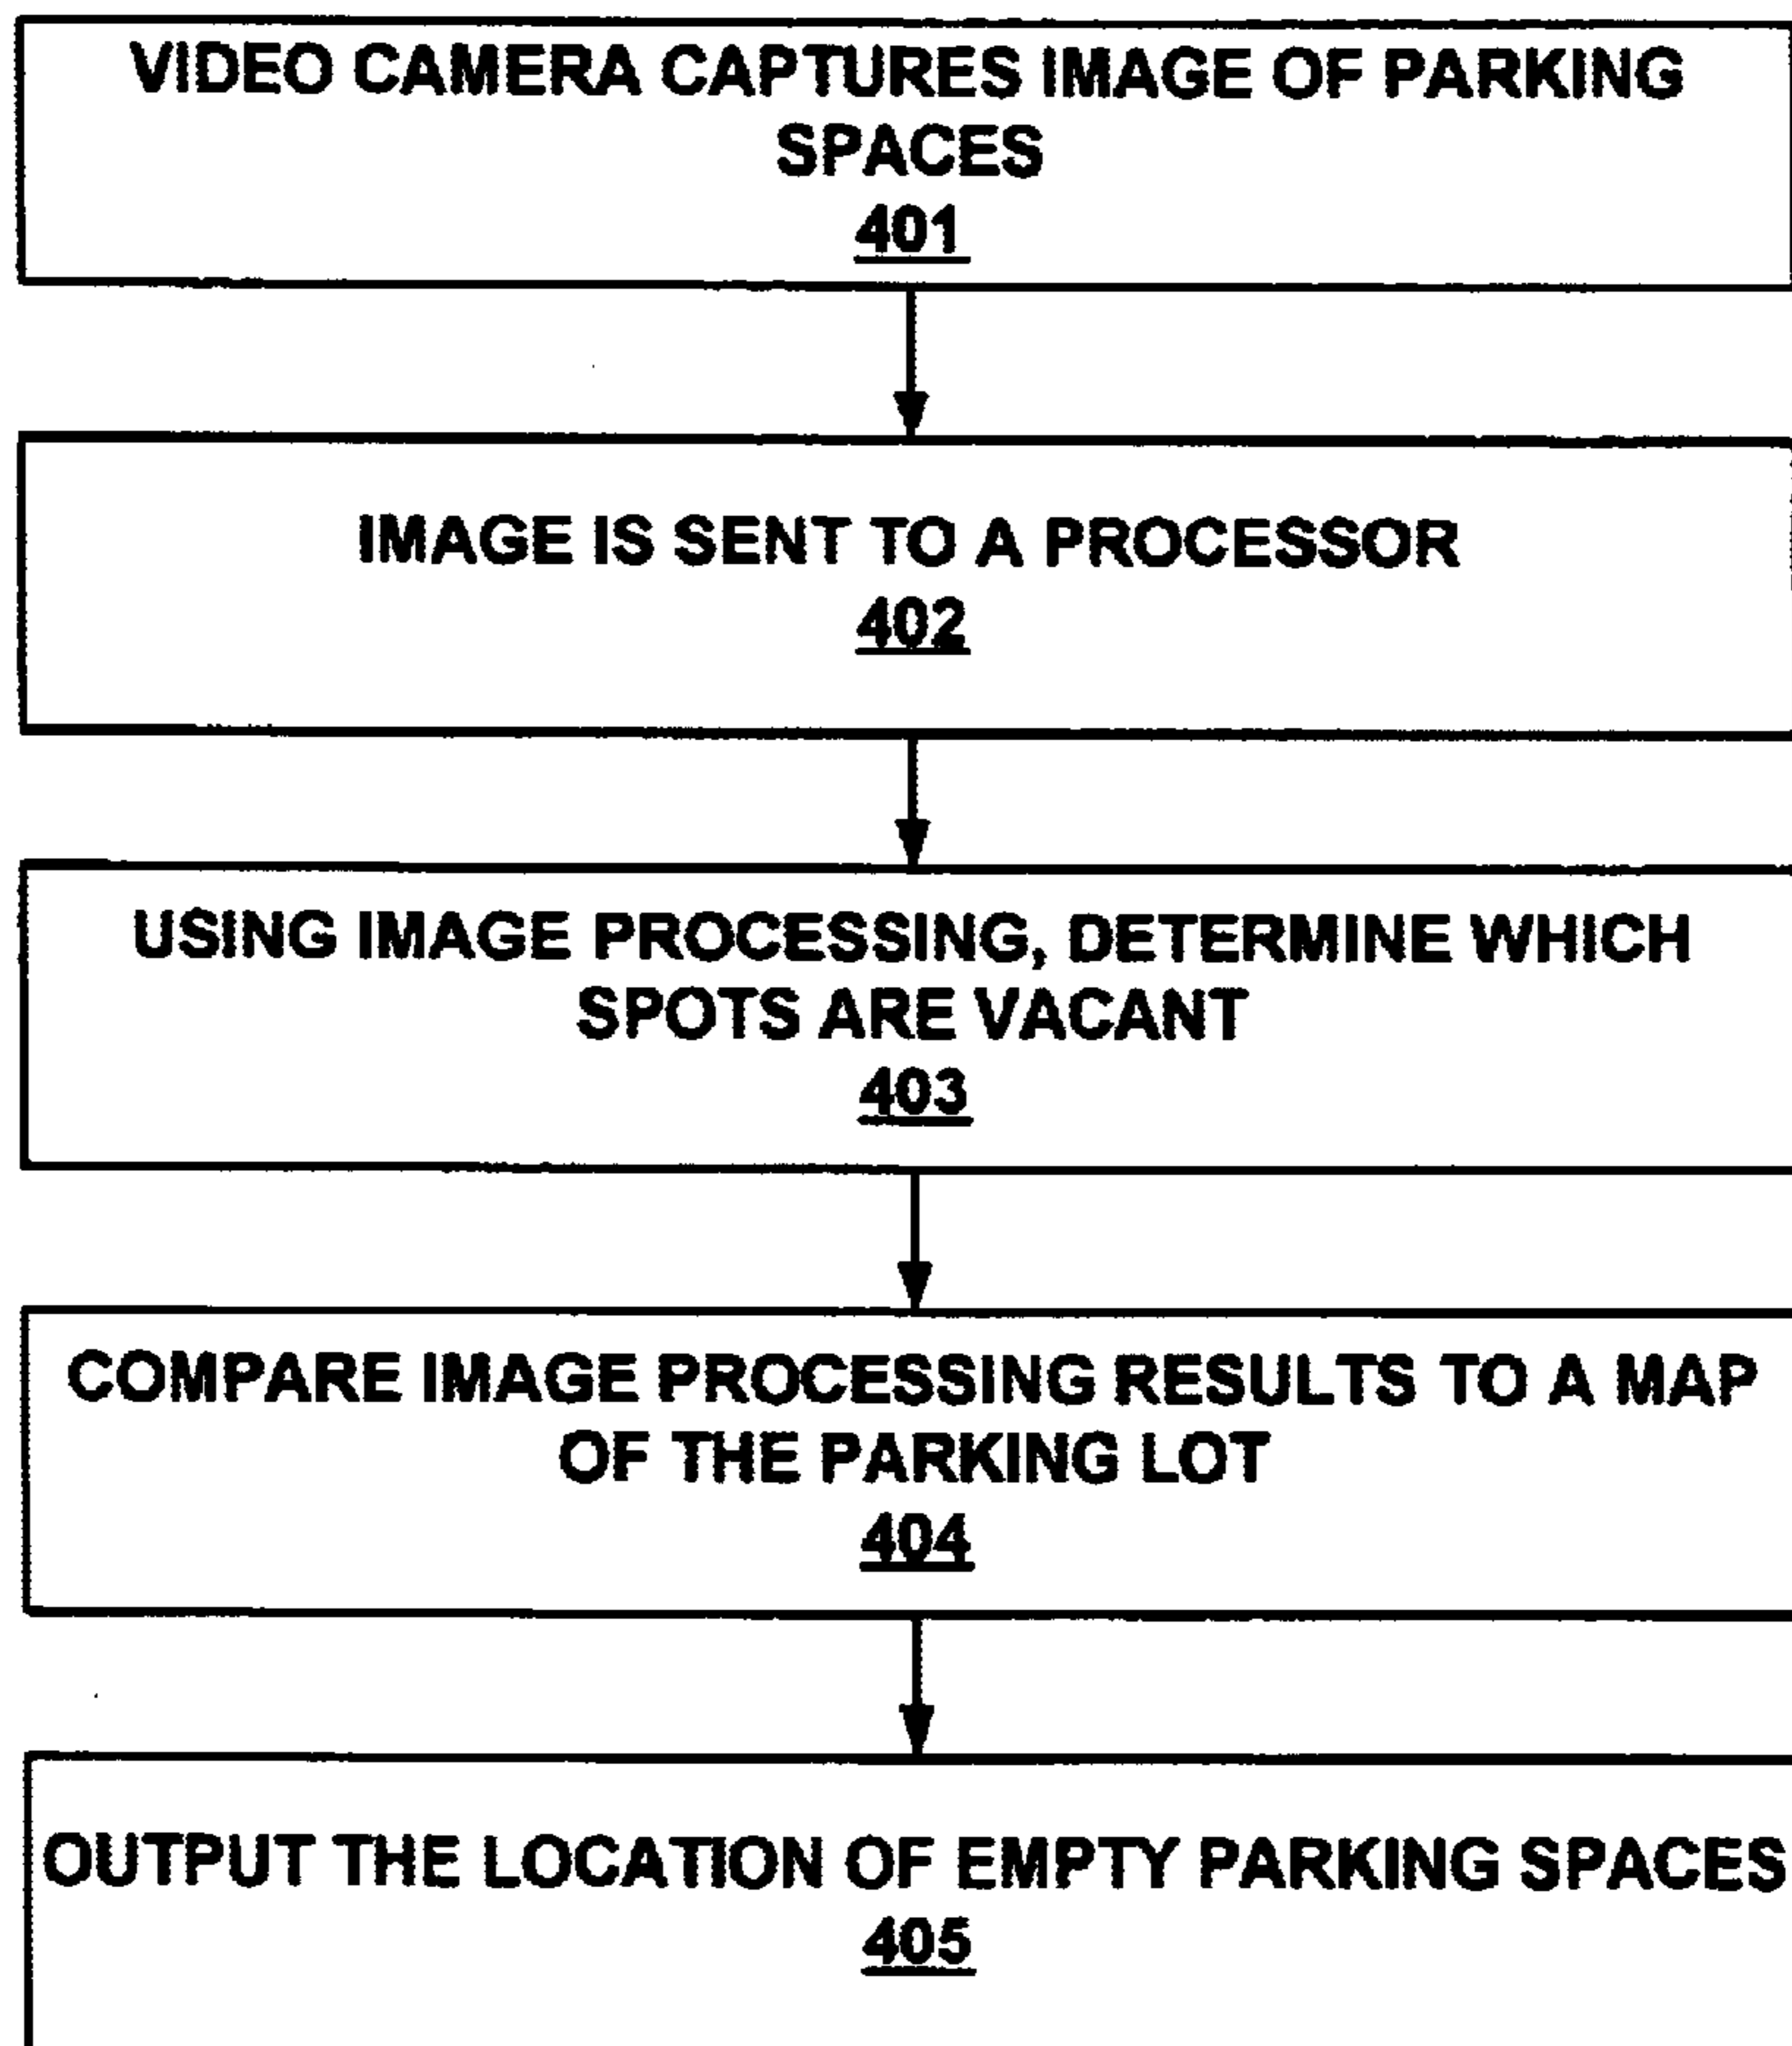 VIDEO CAMERA CAPTURES IMAGE OF PARKING
SPACES
401
IMAGE IS SENT TO A PROCESSOR
402
USING IMAGE PROCESSING, DETERMINE WHICH
SPOTS ARE VACANT
403
COMPARE IMAGE PROCESSING RESULTS TO A MAP
OF THE PARKING LOT
404
OUTPUT THE LOCATION OF EMPTY PARKING SPACES
405